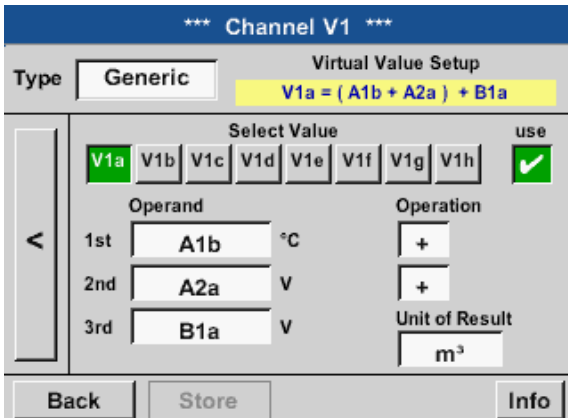 *** Channel V1 ***
Type Generic Virtual Value Setup
V1a = ( A1b + A2a ) + B1a
Select Value use
V1a V1b V1c V1d V1e V1f V1g V1h ✔
Operand Operation
< 1st A1b °C +
2nd A2a V +
3rd B1a V Unit of Result
m³
Back Store Info